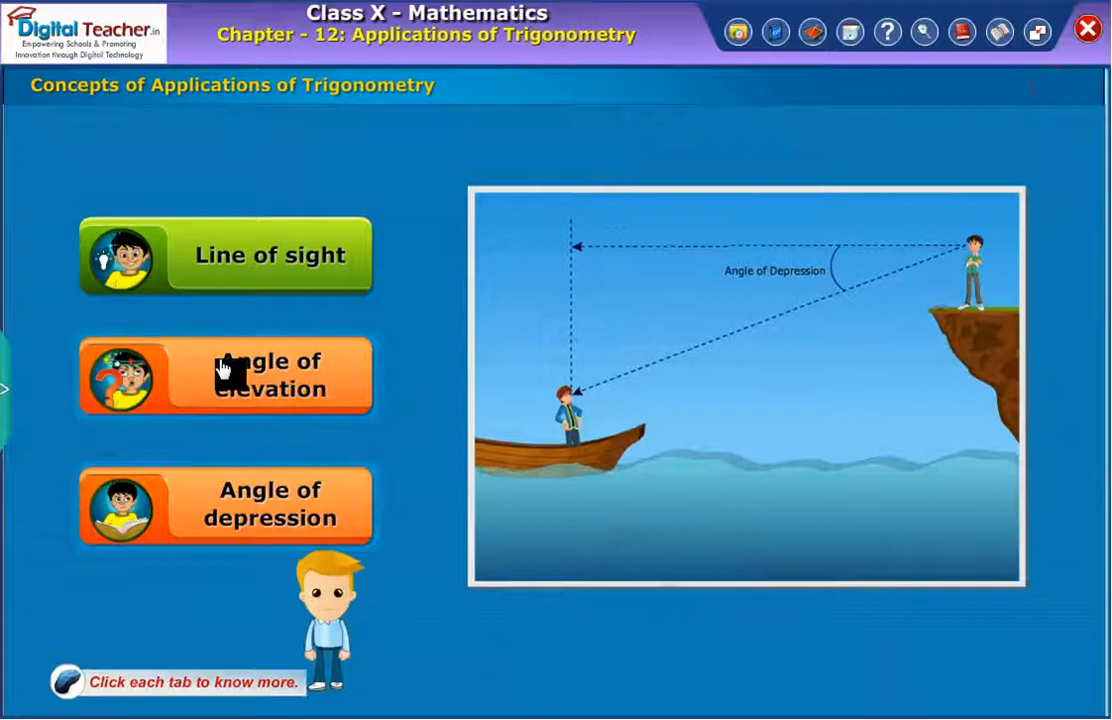 Digital Teacher.in
Empowering Schools & Promoting
Innovation through Digital Technology
Class X - Mathematics
Chapter - 12: Applications of Trigonometry
Concepts of Applications of Trigonometry
Line of sight
Angle of
elevation
Angle of
depression
Angle of Depression
Click each tab to know more.